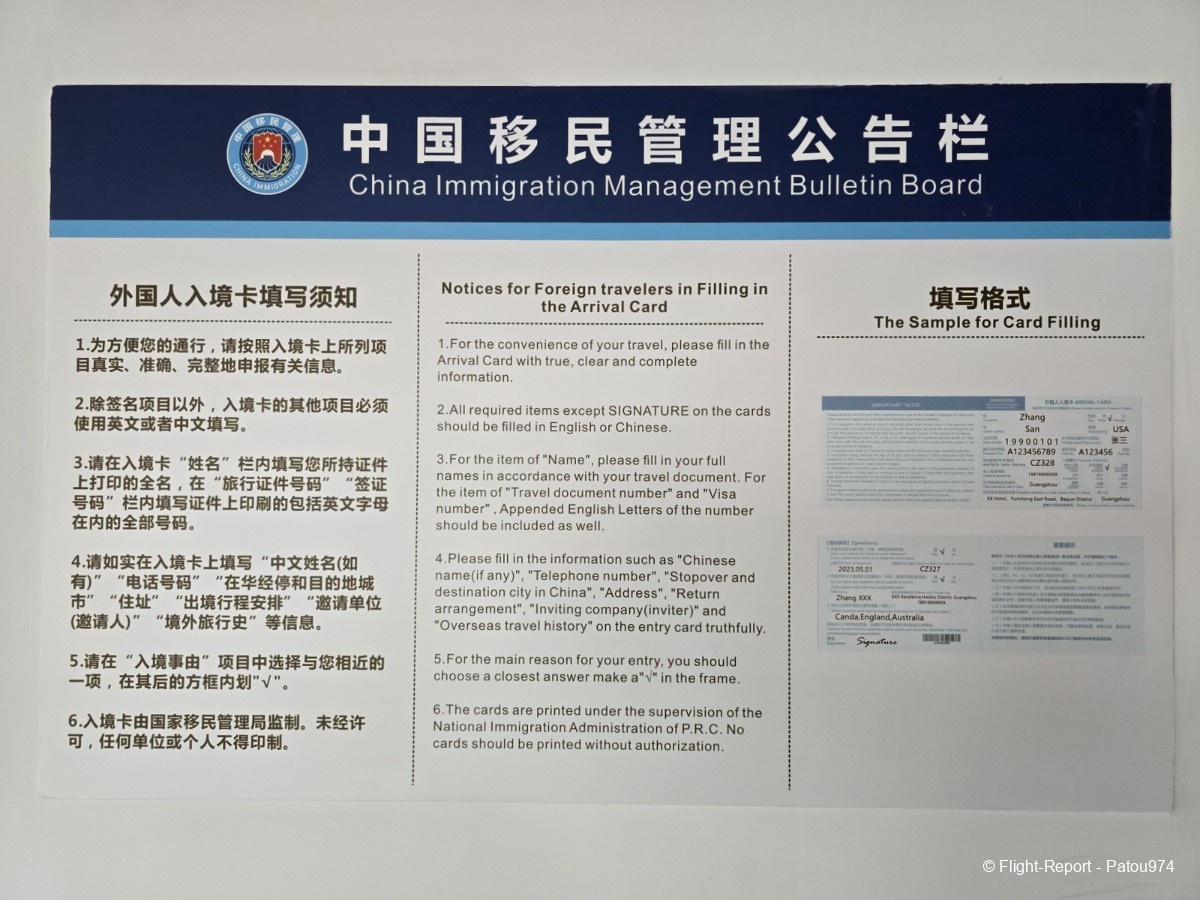 中国移民管理
CHINA IMMIGRATION
中国移民管理公告栏
China Immigration Management Bulletin Board
外国人入境卡填写须知
1.为方便您的通行，请按照入境卡上所列项
目真实、准确、完整地申报有关信息。
2.除签名项目以外，入境卡的其他项目必须
使用英文或者中文填写。
3.请在入境卡“姓名”栏内填写您所持证件
上打印的全名，在“旅行证件号码”“签证
号码”栏内填写证件上印刷的包括英文字母
在内的全部号码。
4.请如实在入境卡上填写“中文姓名(如
有)”“电话号码”“在华经停和目的地城
市”“住址”“出境行程安排”“邀请单位
(邀请人)”“境外旅行史”等信息。
5.请在“入境事由”项目中选择与您相近的
一项，在其后的方框内划"√"。
6.入境卡由国家移民管理局监制。未经许
可，任何单位或个人不得印制。
Notices for Foreign travelers in Filling in
the Arrival Card
1.For the convenience of your travel, please fill in the
Arrival Card with true, clear and complete
information.
2.All required items except SIGNATURE on the cards
should be filled in English or Chinese.
3.For the item of "Name", please fill in your full
names in accordance with your travel document. For
the item of "Travel document number" and "Visa
number" , Appended English Letters of the number
should be included as well.
4.Please fill in the information such as "Chinese
name(if any)", "Telephone number", "Stopover and
destination city in China", "Address", "Return
arrangement", "Inviting company(inviter)" and
"Overseas travel history" on the entry card truthfully.
5.For the main reason for your entry, you should
choose a closest answer make a"√" in the frame.
6.The cards are printed under the supervision of the
National Immigration Administration of P.R.C. No
cards should be printed without authorization.
填写格式
The Sample for Card Filling
IMPORTANT NOTE
外国人入境卡 ARRIVAL CARD
Zhang √
San USA
19900101 张三
A123456789 A123456
CZ328 √
Guangzhou Guangzhou
XX Hotel, Yuncheng East Road, Baiyun District Guangzhou
重要提示
√
2023.05.01 CZ327
√
Zhang XXX
Canda,England,Australia
Signature
© Flight-Report - Patou974